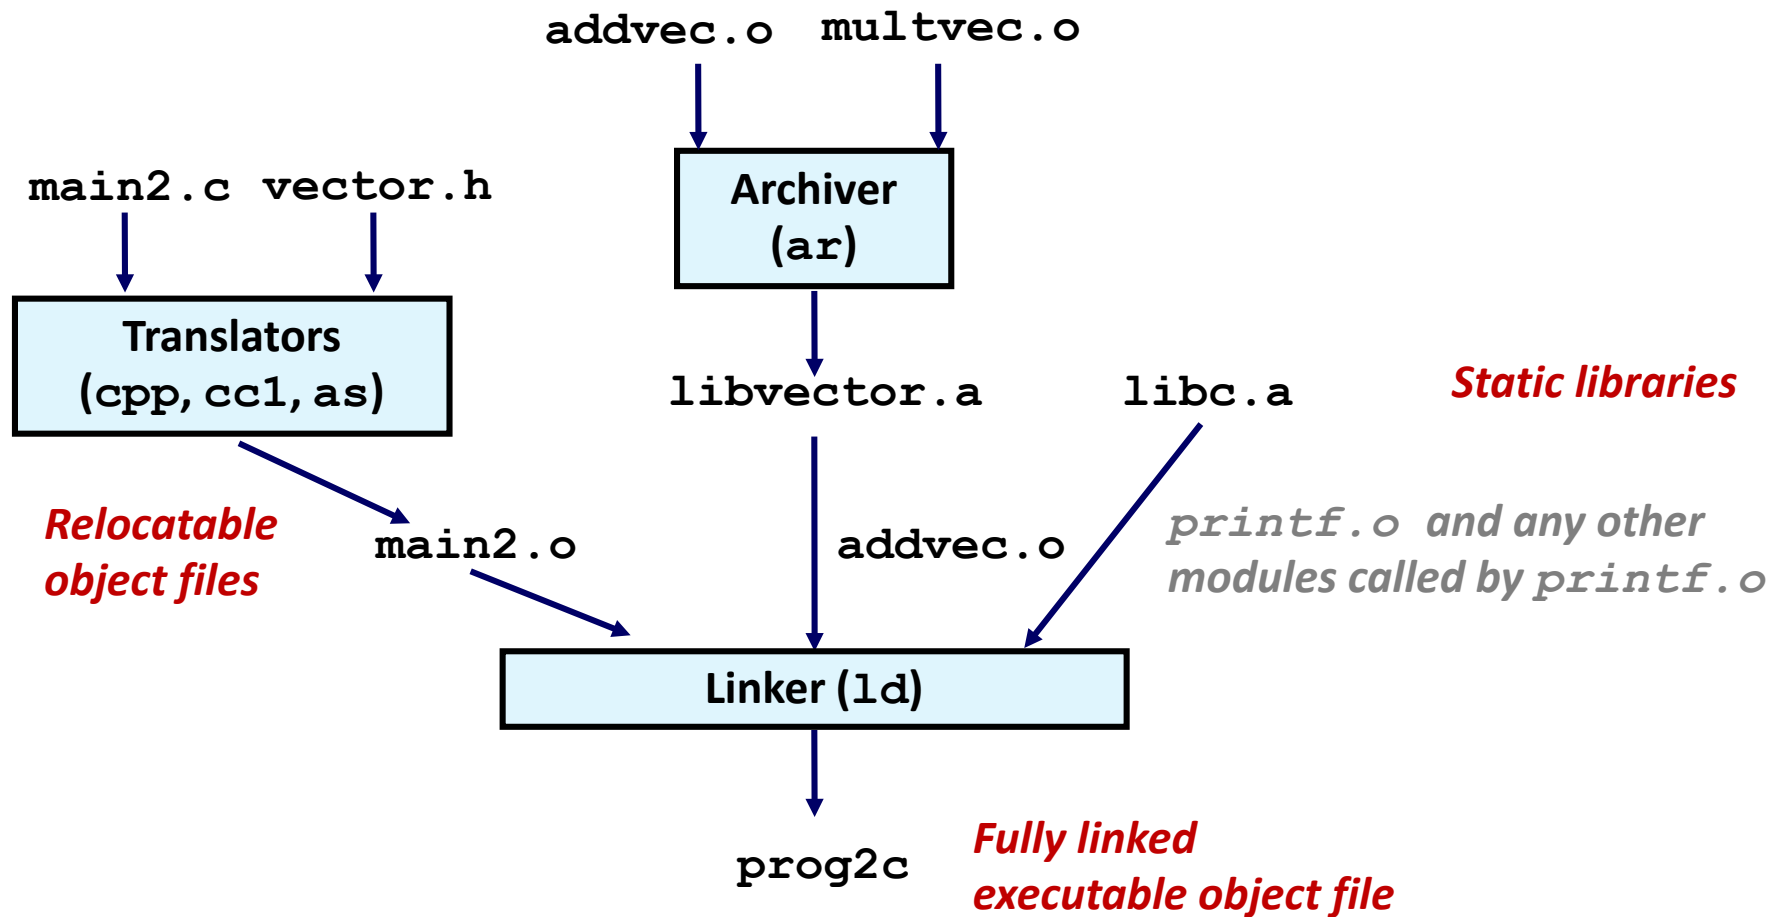 addvec.o multvec.o
main2.c vector.h
Archiver
(ar)
Translators
(cpp, cc1, as)
libvector.a libc.a
Static libraries
Relocatable
object files
main2.o
addvec.o
printf.o and any other
modules called by printf.o
Linker (ld)
prog2c
Fully linked
executable object file